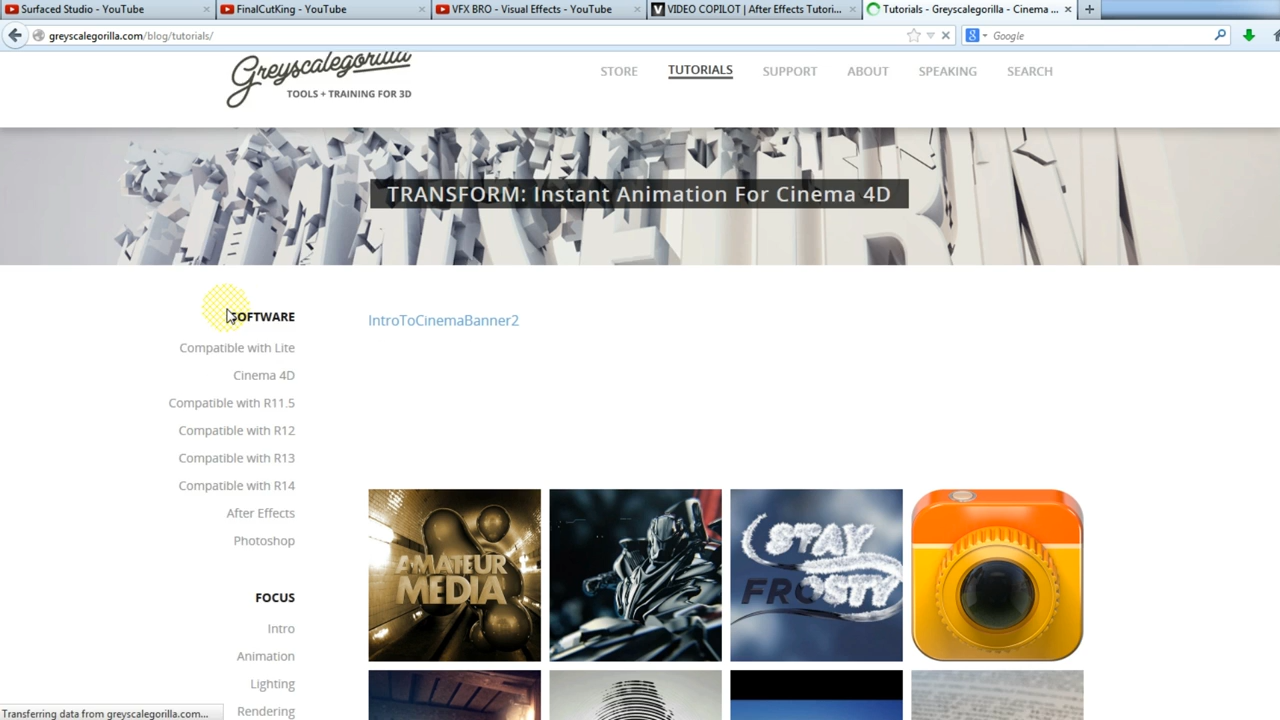 Surfaced Studio - YouTube
FinalCutKing - YouTube
VFX BRO - Visual Effects - YouTube
VIDEO COPILOT | After Effects Tutori...
Tutorials - Greyscalegorilla - Cinema ...
greyscalegorilla.com/blog/tutorials/
Google
Greyscalegorilla
TOOLS + TRAINING FOR 3D
STORE
TUTORIALS
SUPPORT
ABOUT
SPEAKING
SEARCH
TRANSFORM: Instant Animation For Cinema 4D
SOFTWARE
Compatible with Lite
Cinema 4D
Compatible with R11.5
Compatible with R12
Compatible with R13
Compatible with R14
After Effects
Photoshop
FOCUS
Intro
Animation
Lighting
Rendering
IntroToCinemaBanner2
AMATEUR
MEDIA
STAY
FROSTY
Transferring data from greyscalegorilla.com...